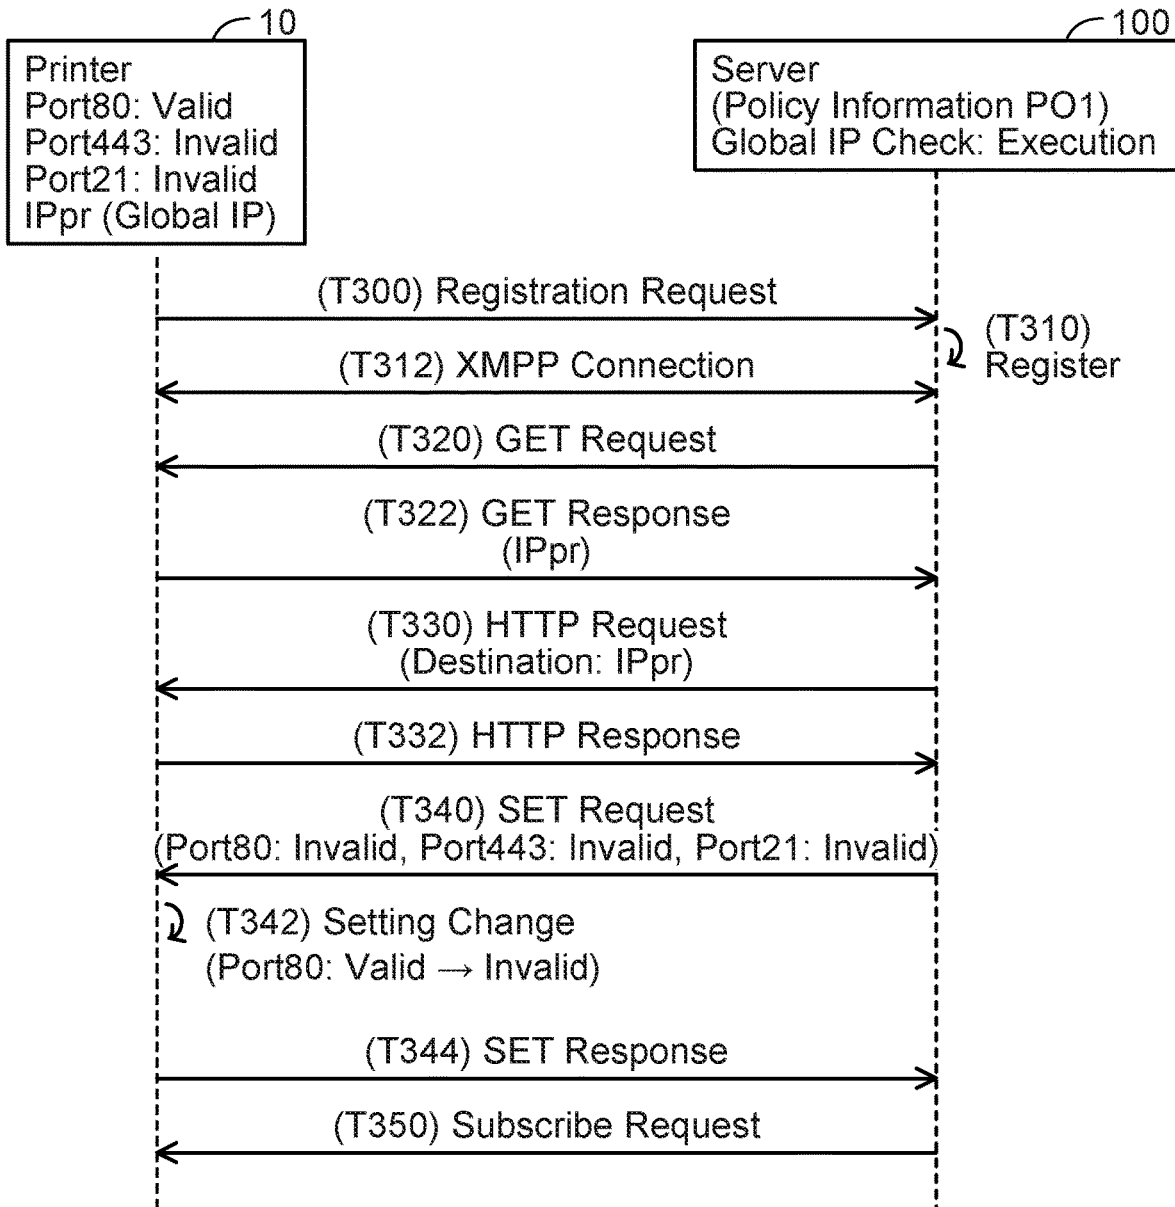 10
100
Printer
Port80: Valid
Port443: Invalid
Port21: Invalid
IPpr (Global IP)
Server
(Policy Information PO1)
Global IP Check: Execution
(T300) Registration Request
(T310)
Register
(T312) XMPP Connection
(T320) GET Request
(T322) GET Response
(IPpr)
(T330) HTTP Request
(Destination: IPpr)
(T332) HTTP Response
(T340) SET Request
(Port80: Invalid, Port443: Invalid, Port21: Invalid)
(T342) Setting Change
(Port80: Valid → Invalid)
(T344) SET Response
(T350) Subscribe Request